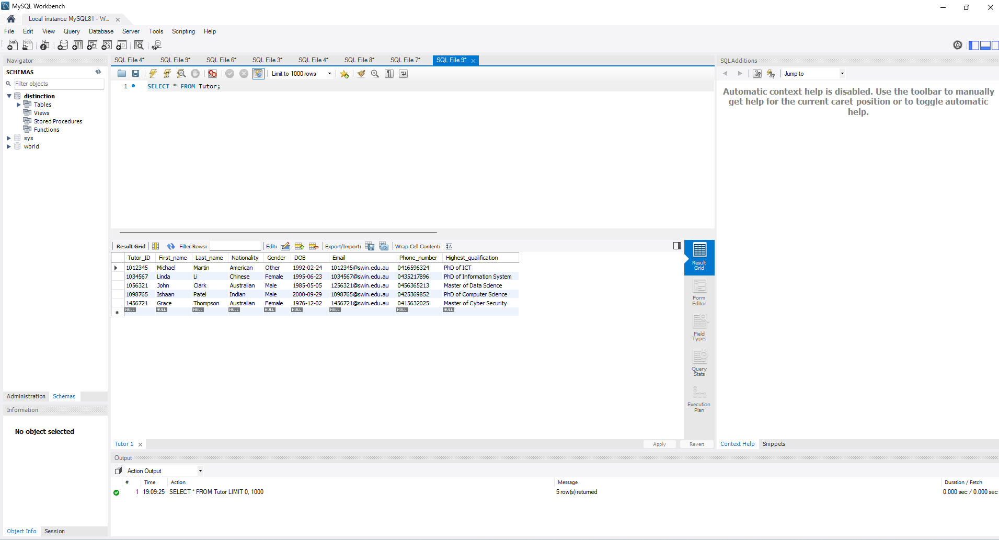 MySQL Workbench
Local instance MySQL81 - W...
File Edit View Query Database Server Tools Scripting Help
Navigator
SCHEMAS
Filter objects
distinction
Tables
Views
Stored Procedures
Functions
sys
world
Administration Schemas
Information
No object selected
Object Info Session
SQL File 4* SQL File 9* SQL File 6* SQL File 3* SQL File 4* SQL File 8* SQL File 7* SQL File 9*
Limit to 1000 rows
1 SELECT * FROM Tutor;
Result Grid Filter Rows: Edit: Export/Import: Wrap Cell Content:
Tutor_ID First_name Last_name Nationality Gender DOB Email Phone_number Highest_qualification
1012345 Michael Martin American Other 1992-02-24 1012345@swin.edu.au 0416596324 PhD of ICT
1034567 Linda Li Chinese Female 1995-06-23 1034567@swin.edu.au 0435217896 PhD of Information System
1056321 John Clark Australian Male 1985-05-05 1256321@swin.edu.au 0456365213 Master of Data Science
1098765 Ishaan Patel Indian Male 2000-09-29 1098765@swin.edu.au 0425369852 PhD of Computer Science
1456721 Grace Thompson Australian Female 1976-12-02 1456721@swin.edu.au 0415632025 Master of Cyber Security
NULL NULL NULL NULL NULL NULL NULL NULL NULL
Result
Grid
Form
Editor
Field
Types
Query
Stats
Execution
Plan
Tutor 1 Apply Revert
SQLAdditions
Jump to
Automatic context help is disabled. Use the toolbar to manually
get help for the current caret position or to toggle automatic
help.
Context Help Snippets
Output
Action Output
# Time Action Message Duration / Fetch
1 19:09:25 SELECT * FROM Tutor LIMIT 0, 1000 5 row(s) returned 0.000 sec / 0.000 sec